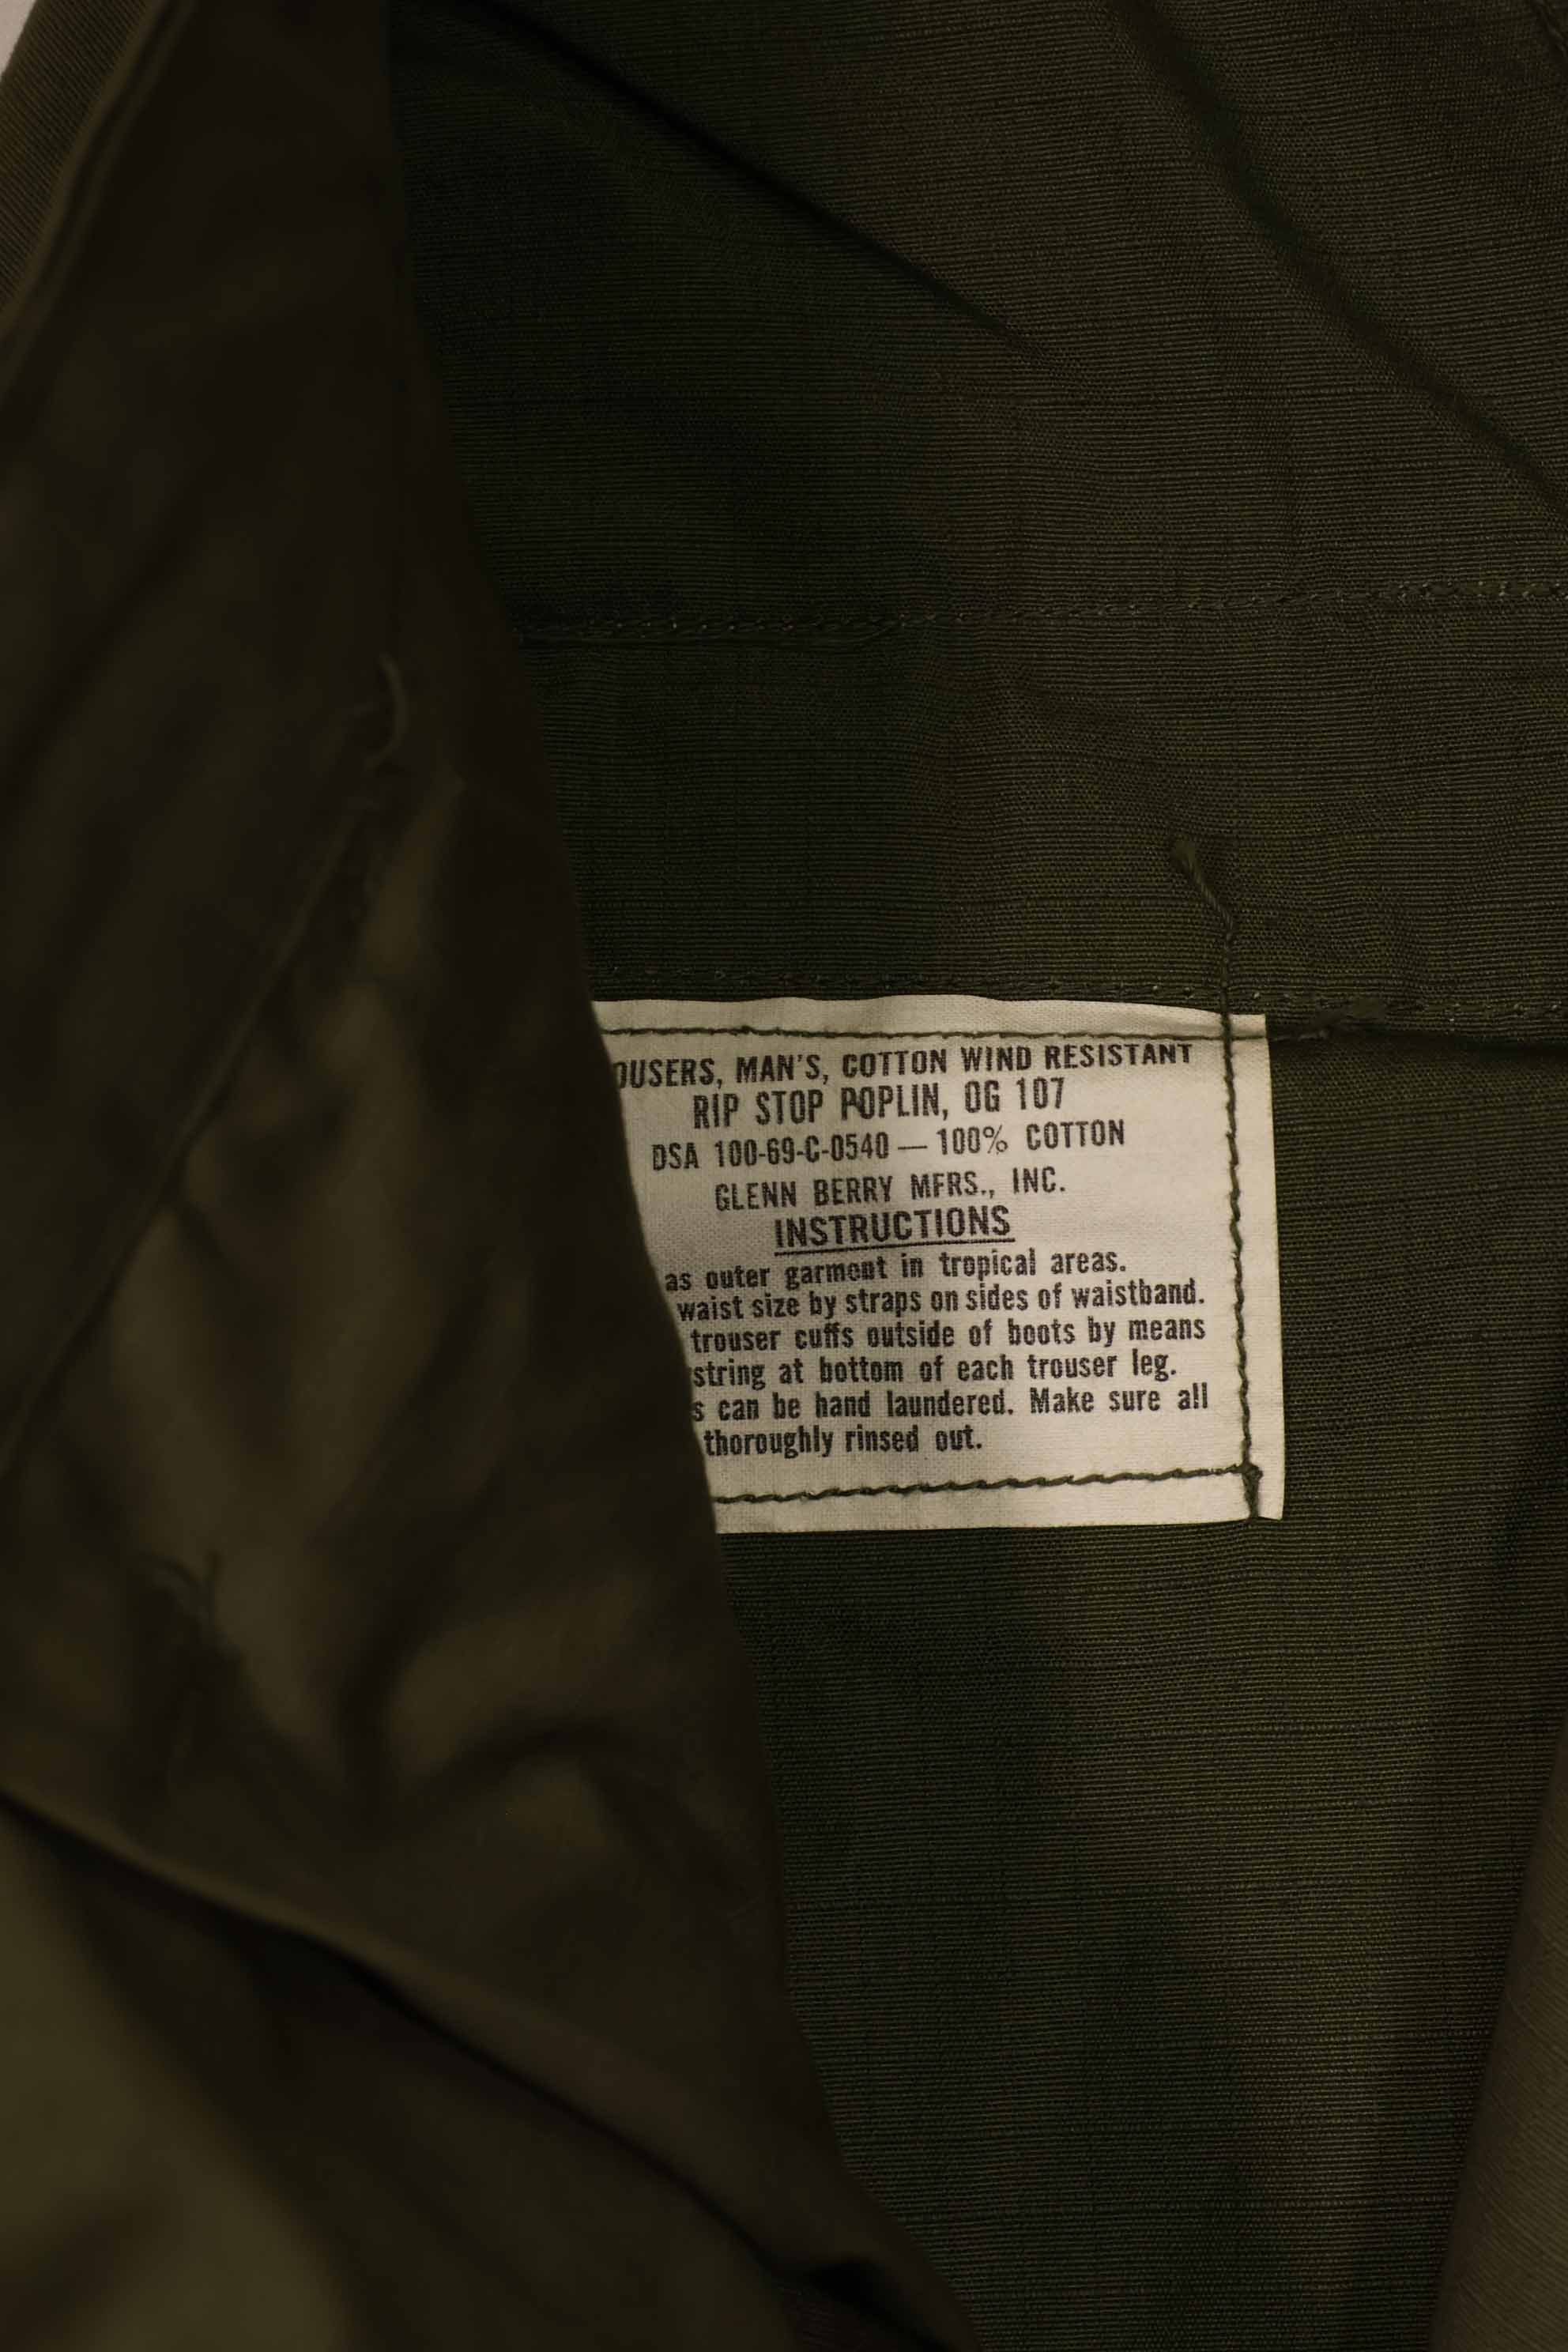 OUSERS, MAN'S, COTTON WIND RESISTANT
RIP STOP POPLIN, OG 107
DSA 100-69-C-0540 — 100% COTTON
GLENN BERRY MFRS., INC.
INSTRUCTIONS
as outer garment in tropical areas.
waist size by straps on sides of waistband.
trouser cuffs outside of boots by means
string at bottom of each trouser leg.
s can be hand laundered. Make sure all
thoroughly rinsed out.